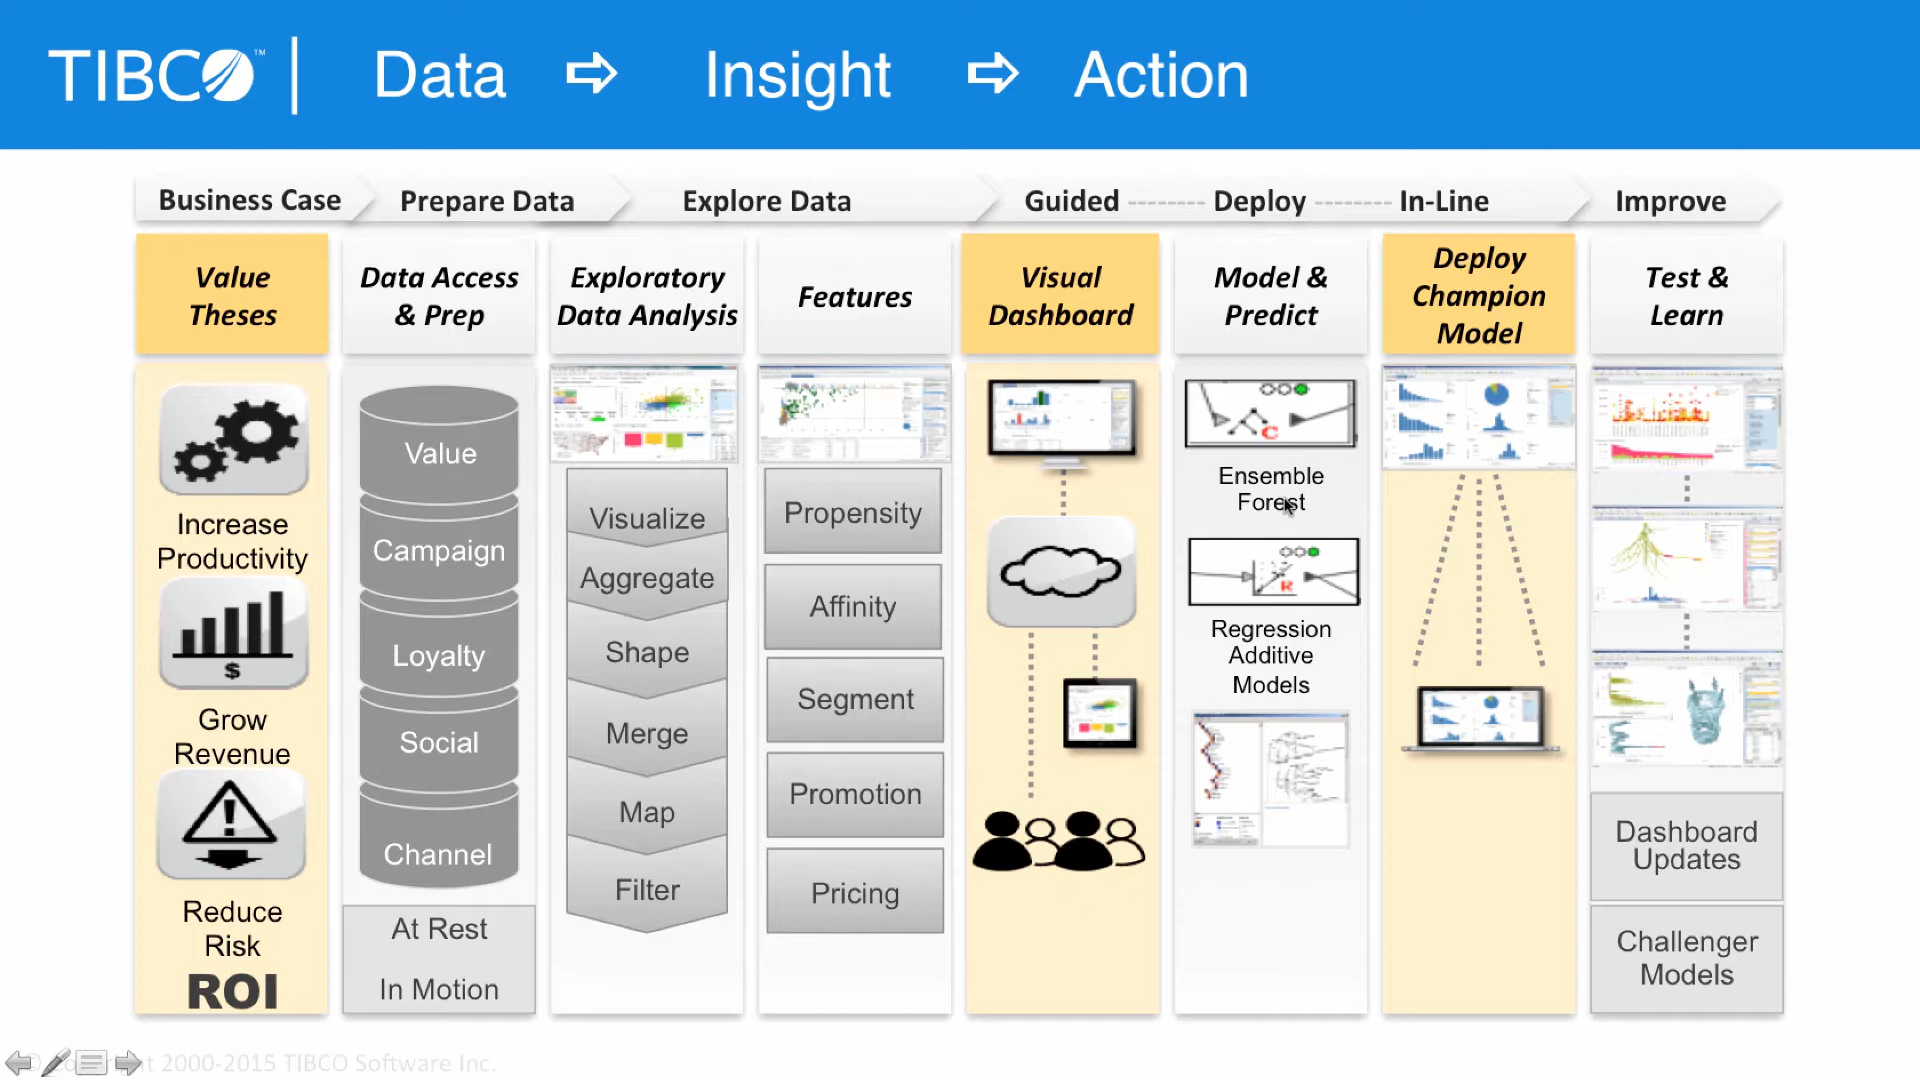 TIBCO™ | Data ⇨ Insight ⇨ Action
Business Case
Prepare Data
Explore Data
Guided -------- Deploy -------- In-Line
Improve
Value
Theses
Data Access
& Prep
Exploratory
Data Analysis
Features
Visual
Dashboard
Model &
Predict
Deploy
Champion
Model
Test &
Learn
Increase
Productivity
$
Grow
Revenue
Reduce
Risk
ROI
Value
Campaign
Loyalty
Social
Channel
At Rest
In Motion
Visualize
Aggregate
Shape
Merge
Map
Filter
Propensity
Affinity
Segment
Promotion
Pricing
C
Ensemble
Forest
R
Regression
Additive
Models
Dashboard
Updates
Challenger
Models
2000-2015 TIBCO Software Inc.